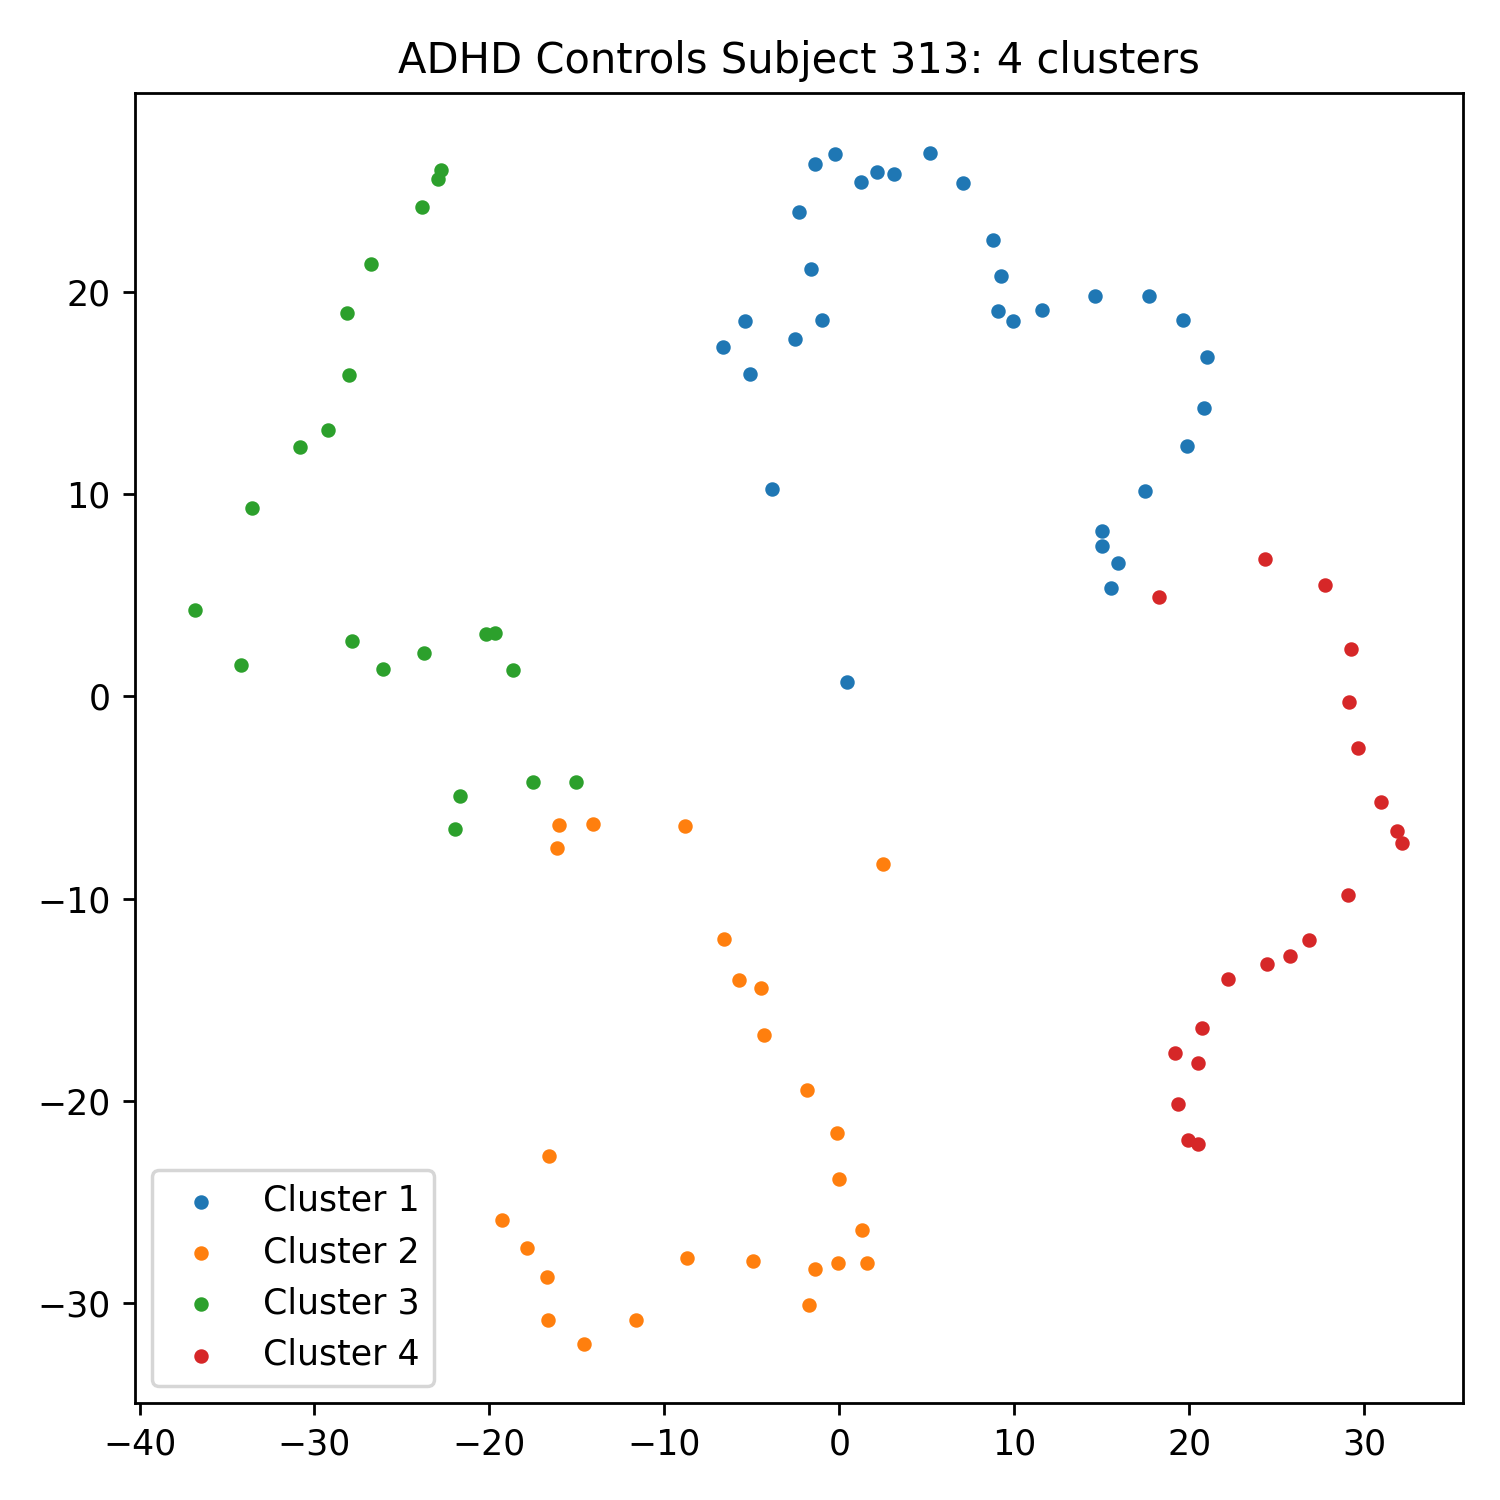 ADHD Controls Subject 313: 4 clusters
20
10
0
−10
−20
−30
Cluster 1
Cluster 2
Cluster 3
Cluster 4
−40 −30 −20 −10 0 10 20 30